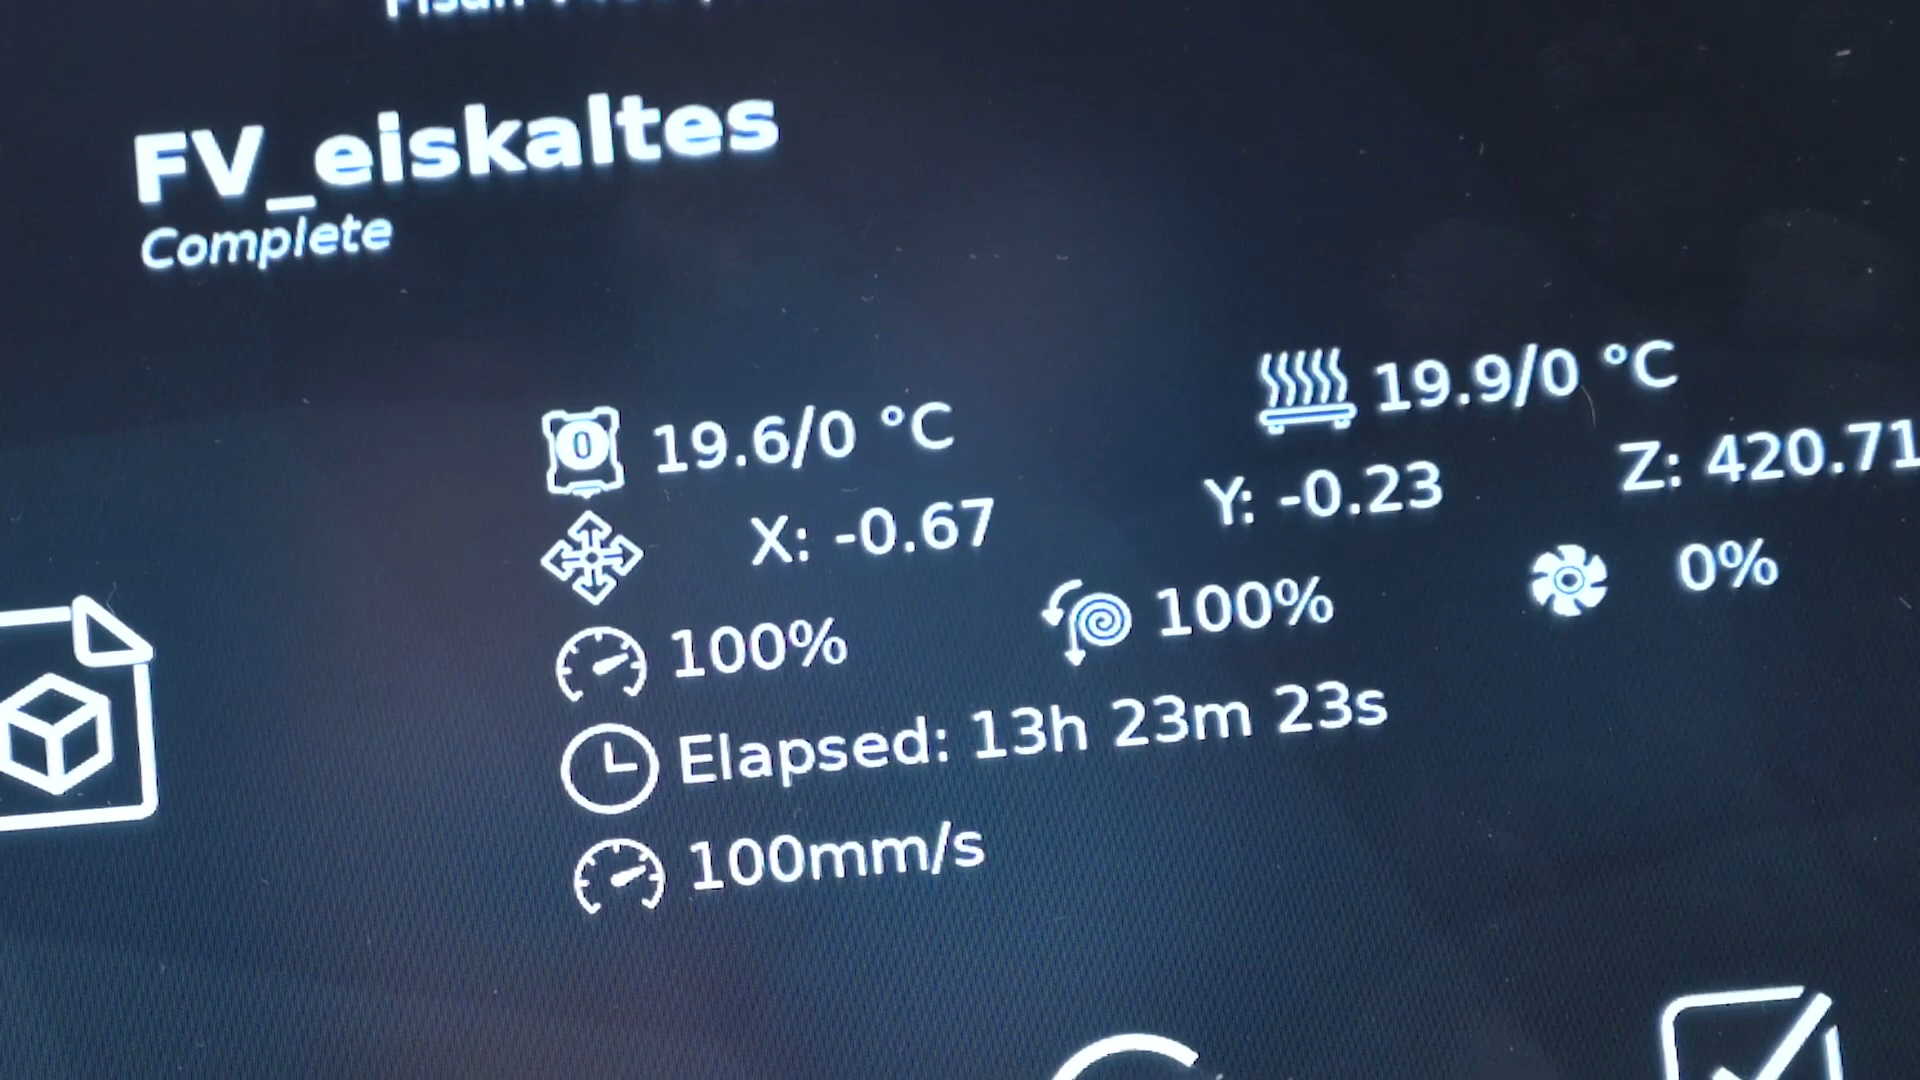 FV_eiskaltes
Complete
0 19.6/0 °C 19.9/0 °C
X: -0.67 Y: -0.23 Z: 420.71
100% 100% 0%
Elapsed: 13h 23m 23s
100mm/s